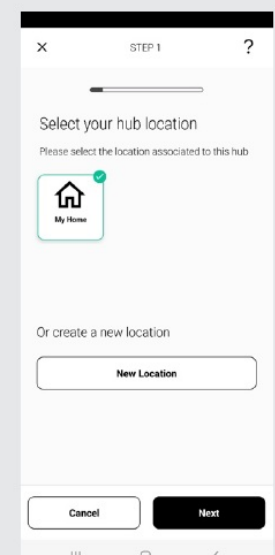 STEP 1 ?
Select your hub location
Please select the location associated to this hub
My Home
Or create a new location
New Location
Cancel Next